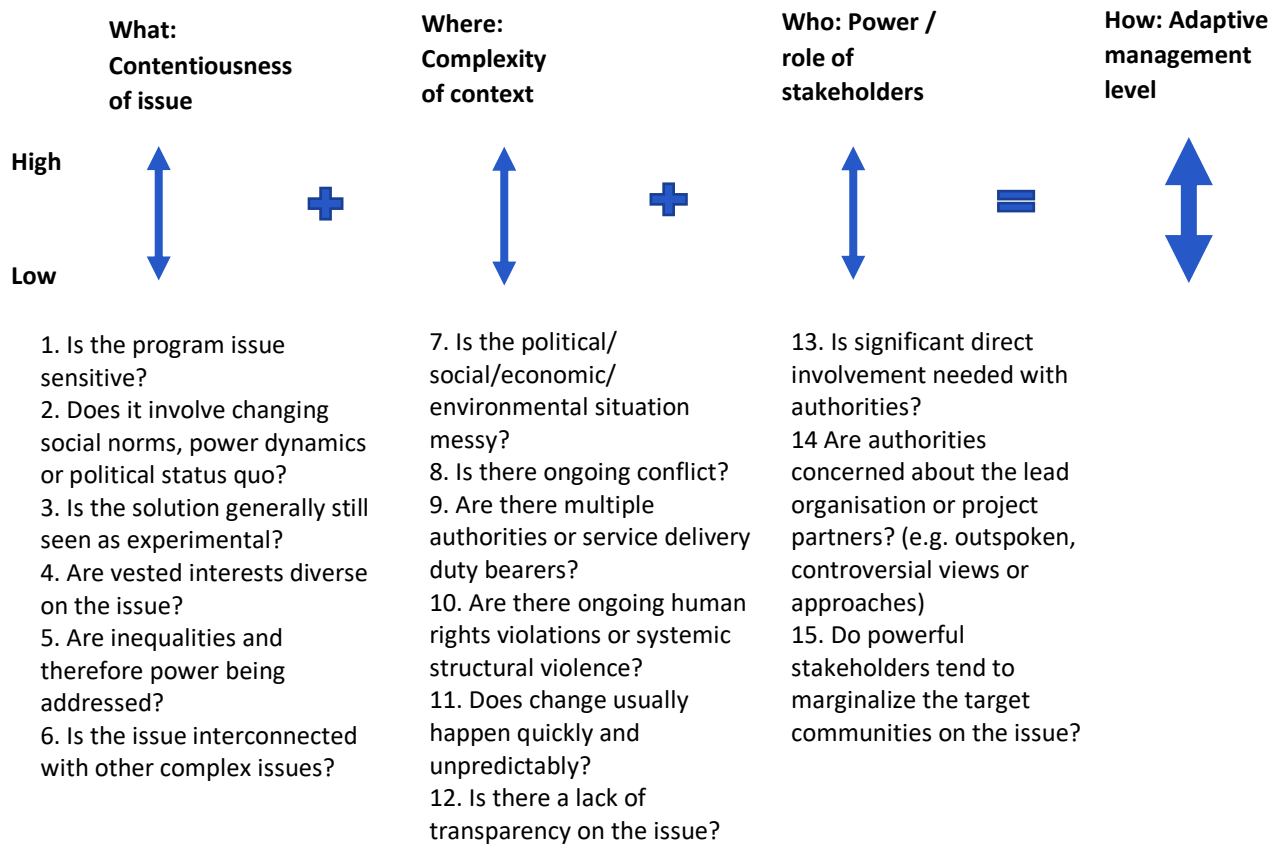 What:
Contentiousness
of issue
Where:
Complexity
of context
Who: Power /
role of
stakeholders
How: Adaptive
management
level
High
Low
1. Is the program issue
sensitive?
2. Does it involve changing
social norms, power dynamics
or political status quo?
3. Is the solution generally still
seen as experimental?
4. Are vested interests diverse
on the issue?
5. Are inequalities and
therefore power being
addressed?
6. Is the issue interconnected
with other complex issues?
7. Is the political/
social/economic/
environmental situation
messy?
8. Is there ongoing conflict?
9. Are there multiple
authorities or service delivery
duty bearers?
10. Are there ongoing human
rights violations or systemic
structural violence?
11. Does change usually
happen quickly and
unpredictably?
12. Is there a lack of
transparency on the issue?
13. Is significant direct
involvement needed with
authorities?
14 Are authorities
concerned about the lead
organisation or project
partners? (e.g. outspoken,
controversial views or
approaches)
15. Do powerful
stakeholders tend to
marginalize the target
communities on the issue?